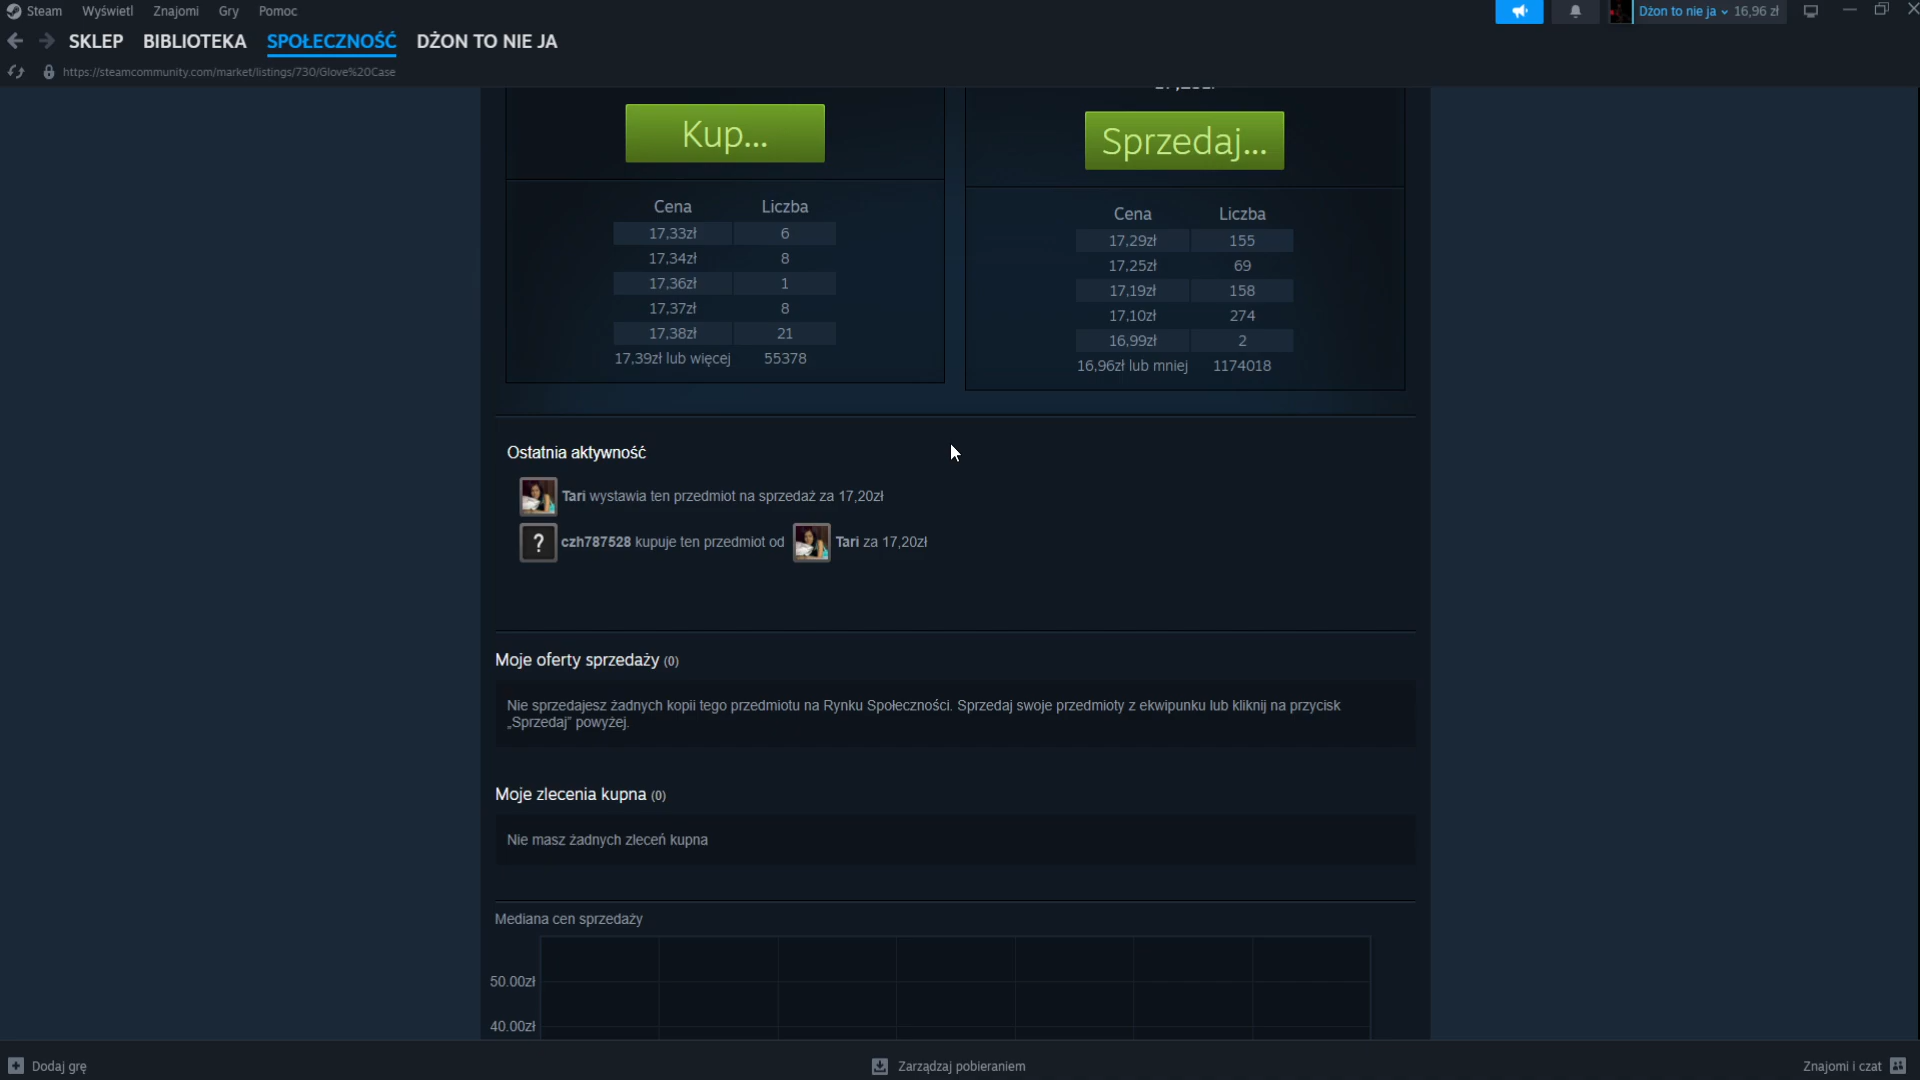 Steam Wyświetl Znajomi Gry Pomoc
Dżon to nie ja 16,96 zł
SKLEP BIBLIOTEKA SPOŁECZNOŚĆ DŻON TO NIE JA
https://steamcommunity.com/market/listings/730/Glove%20Case
Kup...
Cena Liczba
17,33zł 6
17,34zł 8
17,36zł 1
17,37zł 8
17,38zł 21
17,39zł lub więcej 55378
Sprzedaj...
Cena Liczba
17,29zł 155
17,25zł 69
17,19zł 158
17,10zł 274
16,99zł 2
16,96zł lub mniej 1174018
Ostatnia aktywność
Tari wystawia ten przedmiot na sprzedaż za 17,20zł
czh787528 kupuje ten przedmiot od Tari za 17,20zł
Moje oferty sprzedaży (0)
Nie sprzedajesz żadnych kopii tego przedmiotu na Rynku Społeczności. Sprzedaj swoje przedmioty z ekwipunku lub kliknij na przycisk
„Sprzedaj” powyżej.
Moje zlecenia kupna (0)
Nie masz żadnych zleceń kupna
Mediana cen sprzedaży
50.00zł
40.00zł
Dodaj grę
Zarządzaj pobieraniem
Znajomi i czat